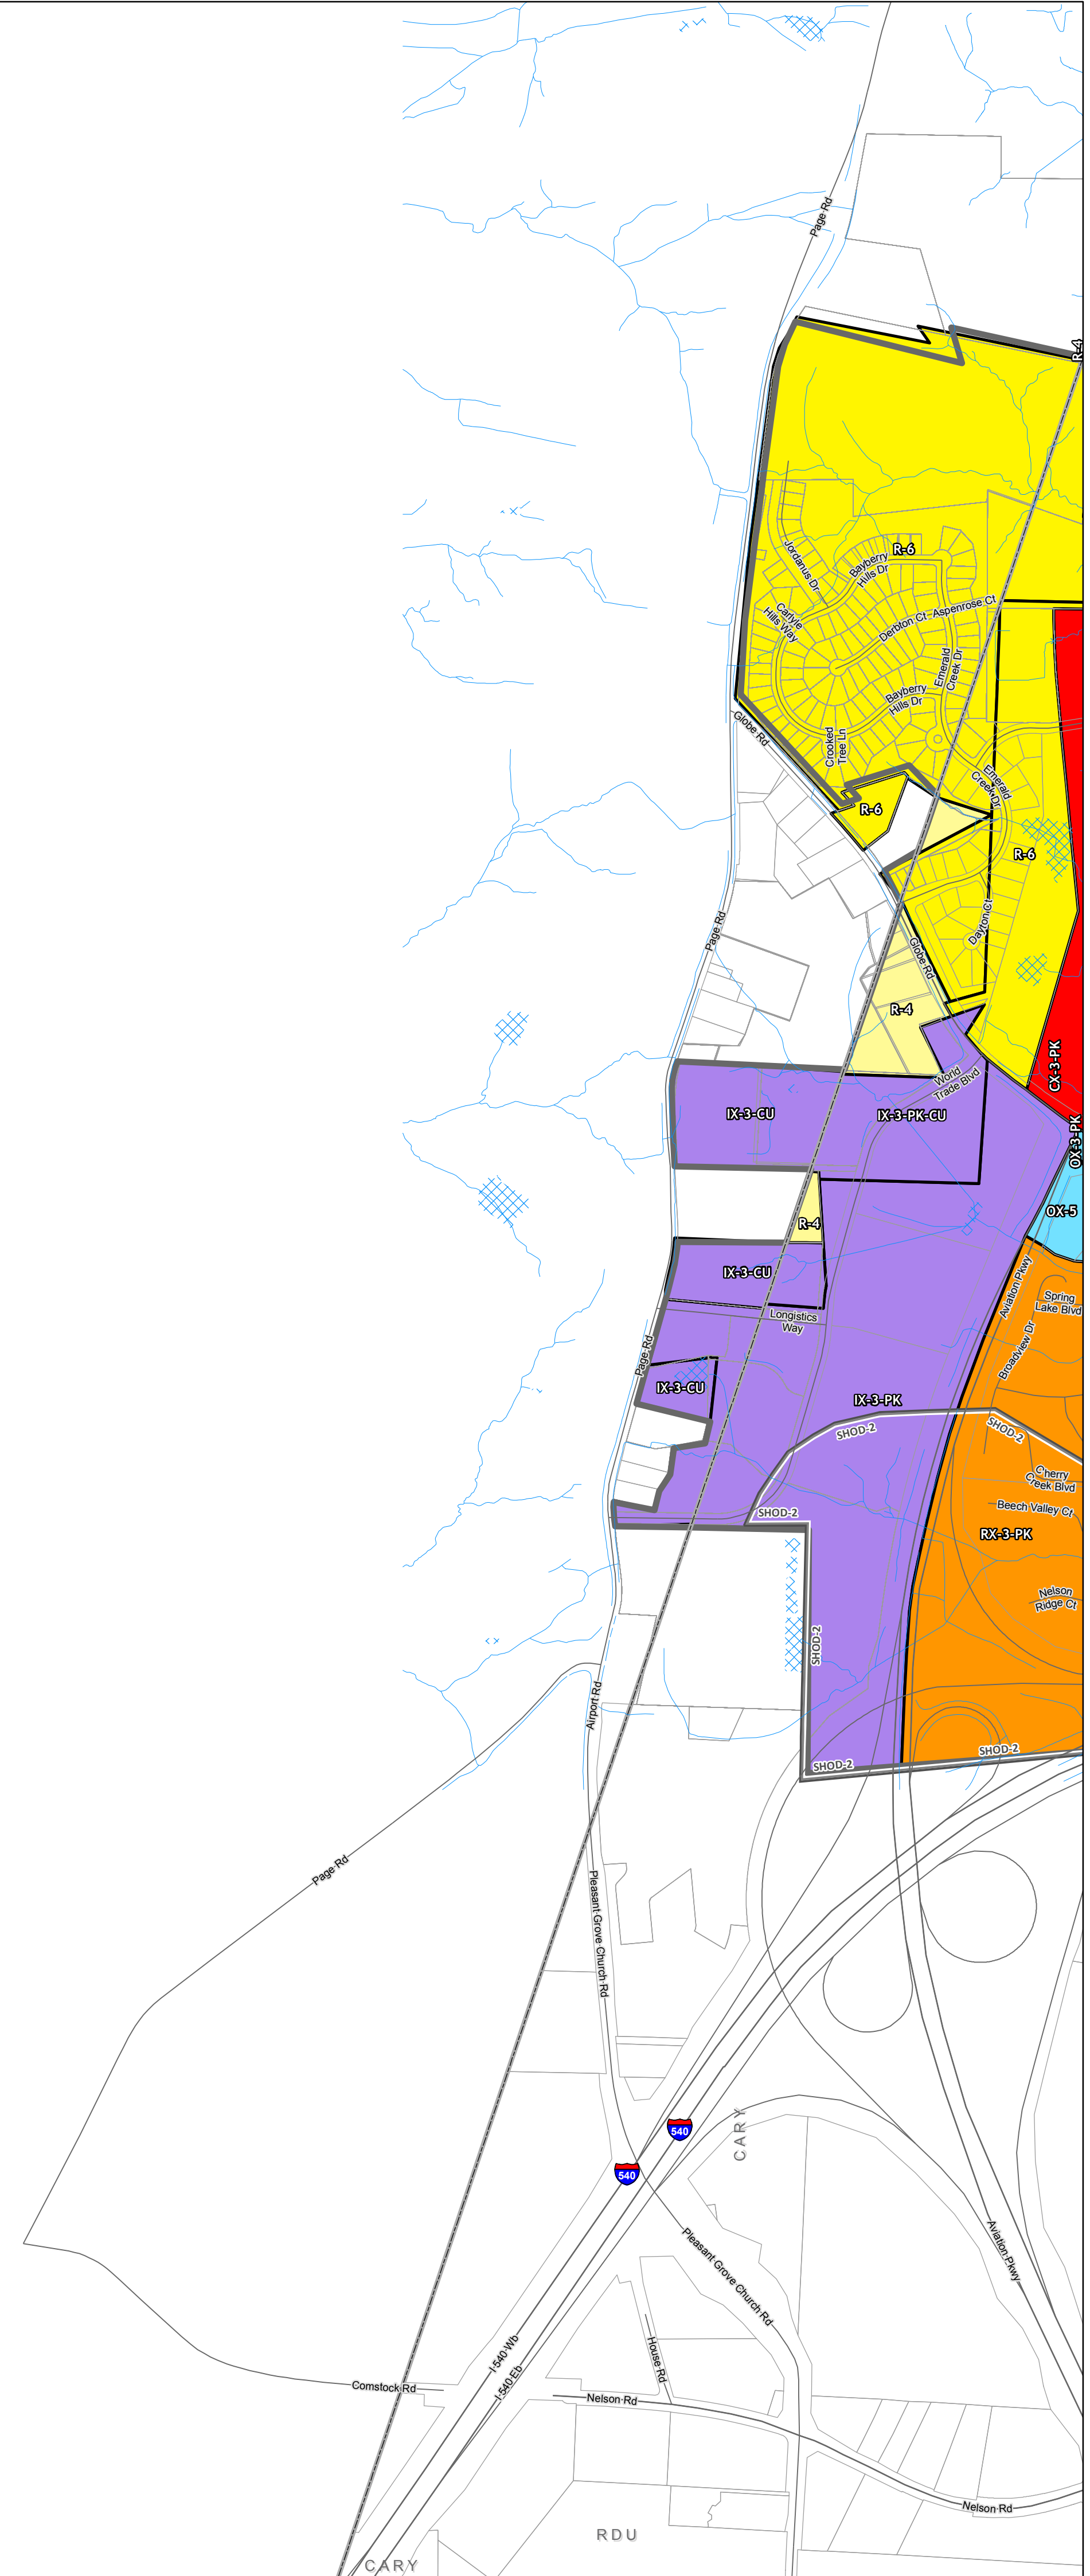 Page Rd
R-4
R-6
Jordanus Dr
Bayberry
Hills Dr
Carlyle
Hills Way
Derbton Ct
Aspenrose Ct
Emerald
Creek Dr
Bayberry
Hills Dr
Globe Rd
Crooked
Tree Ln
Emerald
Creek Dr
R-6
R-6
Dayton Ct
Page Rd
Globe Rd
R-4
CX-3-PK
World
Trade Blvd
IX-3-CU
IX-3-PK-CU
OX-3-PK
OX-5
R-4
IX-3-CU
Aviation Pkwy
Spring
Lake Blvd
Longistics
Way
Broadview Dr
Page Rd
IX-3-CU
IX-3-PK
SHOD-2
SHOD-2
Cherry
Creek Blvd
Beech Valley Ct
SHOD-2
RX-3-PK
Nelson
Ridge Ct
SHOD-2
Airport Rd
SHOD-2
SHOD-2
Page Rd
Pleasant Grove Church Rd
540
CARY
540
Pleasant Grove Church Rd
Aviation Pkwy
I-540 Wb
House Rd
I-540 Eb
Comstock Rd
Nelson Rd
Nelson Rd
RDU
CARY